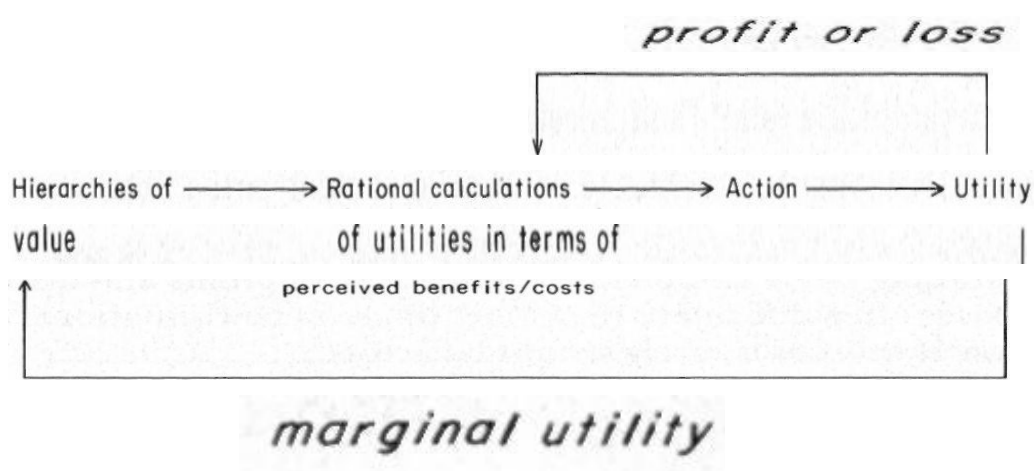 profit or loss
Hierarchies of Rational calculations Action Utility
value of utilities in terms of
perceived benefits/costs
marginal utility